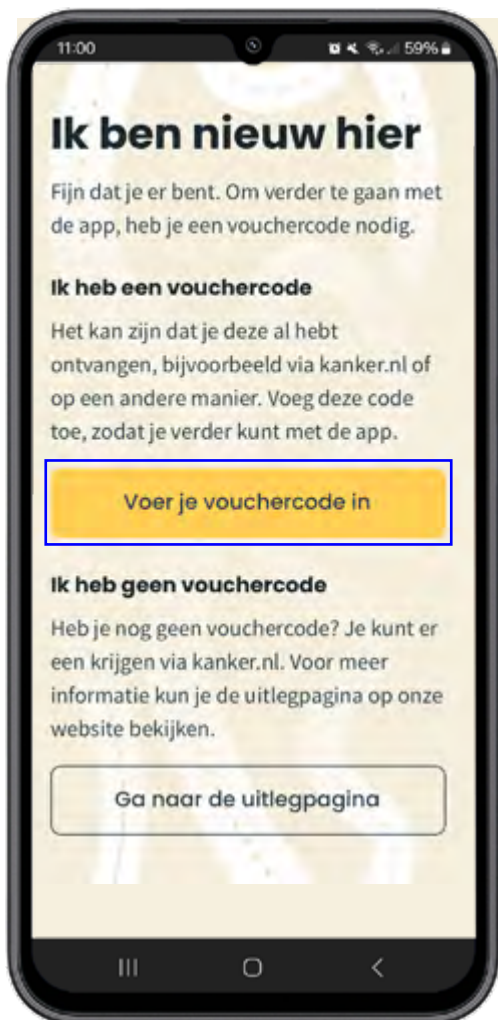 11:00
59%
Ik ben nieuw hier
Fijn dat je er bent. Om verder te gaan met
de app, heb je een vouchercode nodig.
Ik heb een vouchercode
Het kan zijn dat je deze al hebt
ontvangen, bijvoorbeeld via kanker.nl of
op een andere manier. Voeg deze code
toe, zodat je verder kunt met de app.
Voer je vouchercode in
Ik heb geen vouchercode
Heb je nog geen vouchercode? Je kunt er
een krijgen via kanker.nl. Voor meer
informatie kun je de uitlegpagina op onze
website bekijken.
Ga naar de uitlegpagina